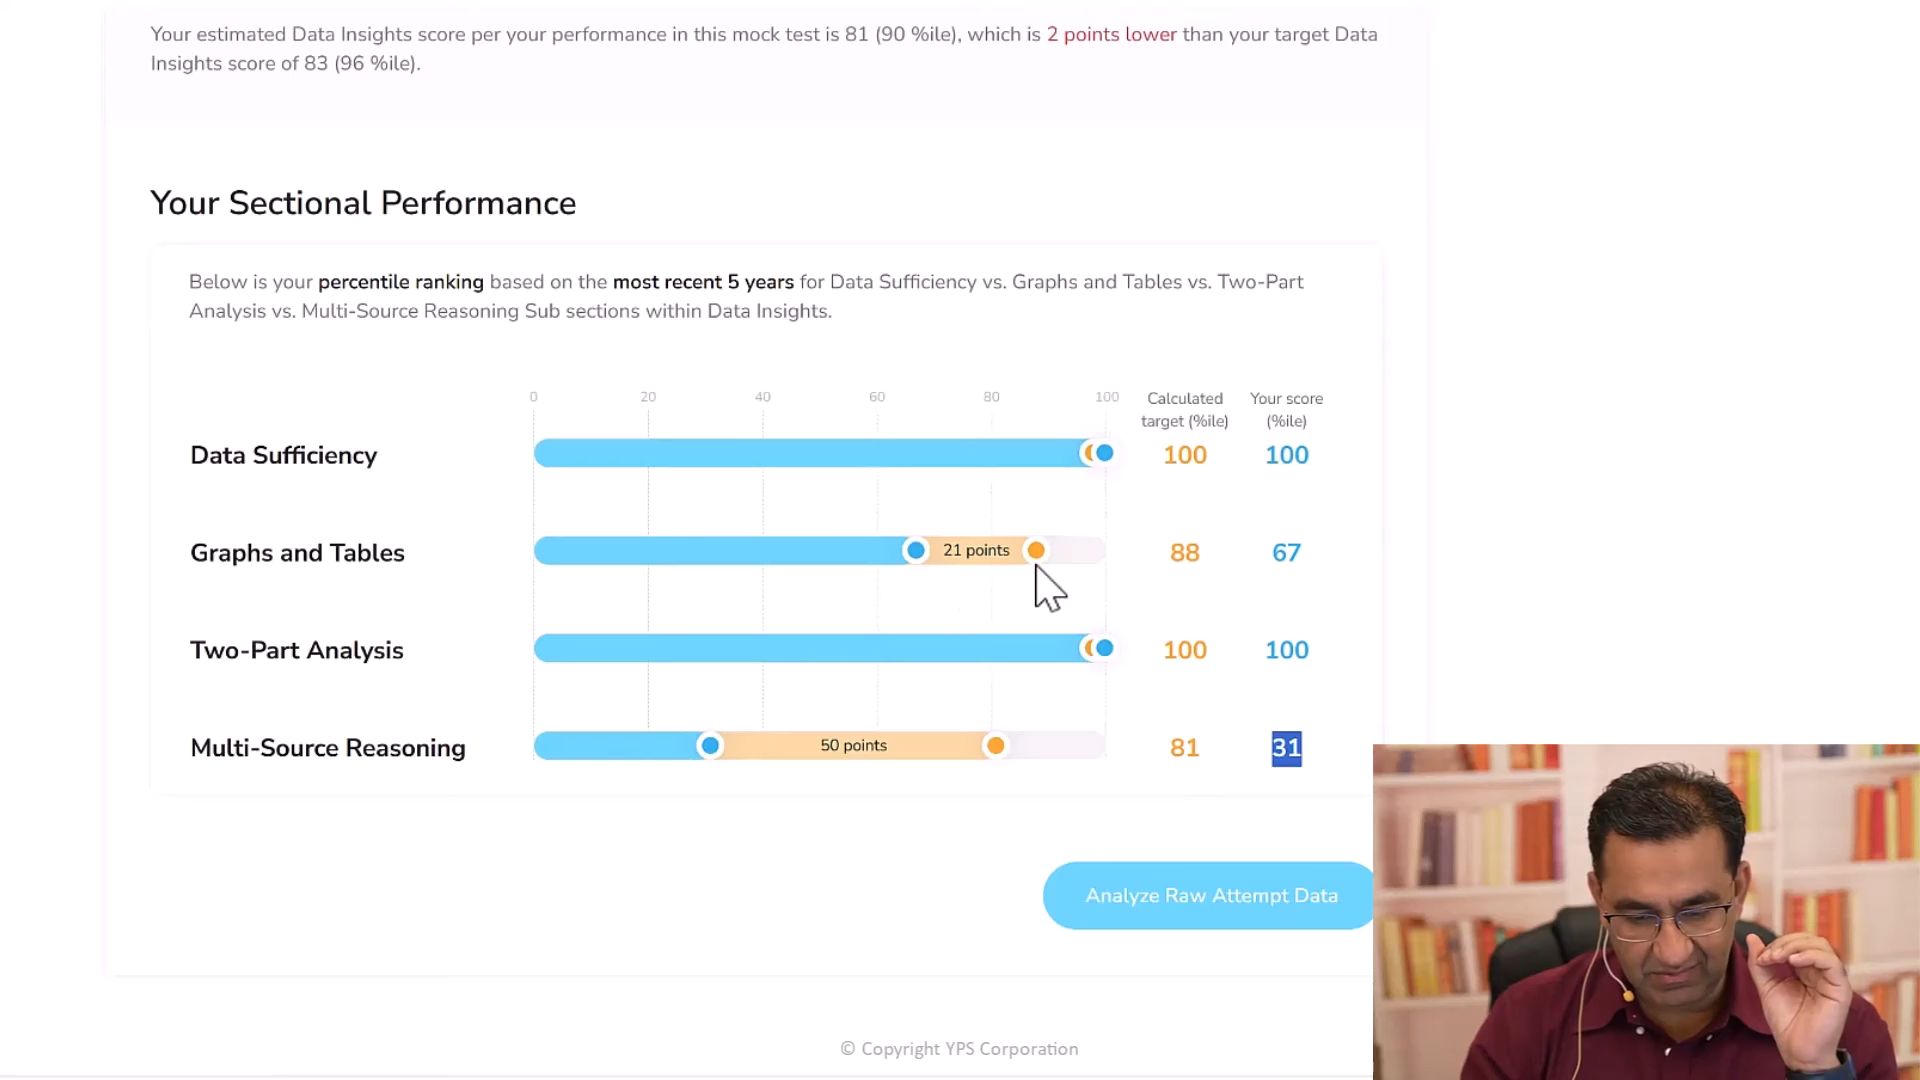 Your estimated Data Insights score per your performance in this mock test is 81 (90 %ile), which is 2 points lower than your target Data
Insights score of 83 (96 %ile).
Your Sectional Performance
Below is your percentile ranking based on the most recent 5 years for Data Sufficiency vs. Graphs and Tables vs. Two-Part
Analysis vs. Multi-Source Reasoning Sub sections within Data Insights.
0 20 40 60 80 100
Calculated
target (%ile)
Your score
(%ile)
Data Sufficiency 100 100
Graphs and Tables 21 points 88 67
Two-Part Analysis 100 100
Multi-Source Reasoning 50 points 81 31
Analyze Raw Attempt Data
© Copyright YPS Corporation